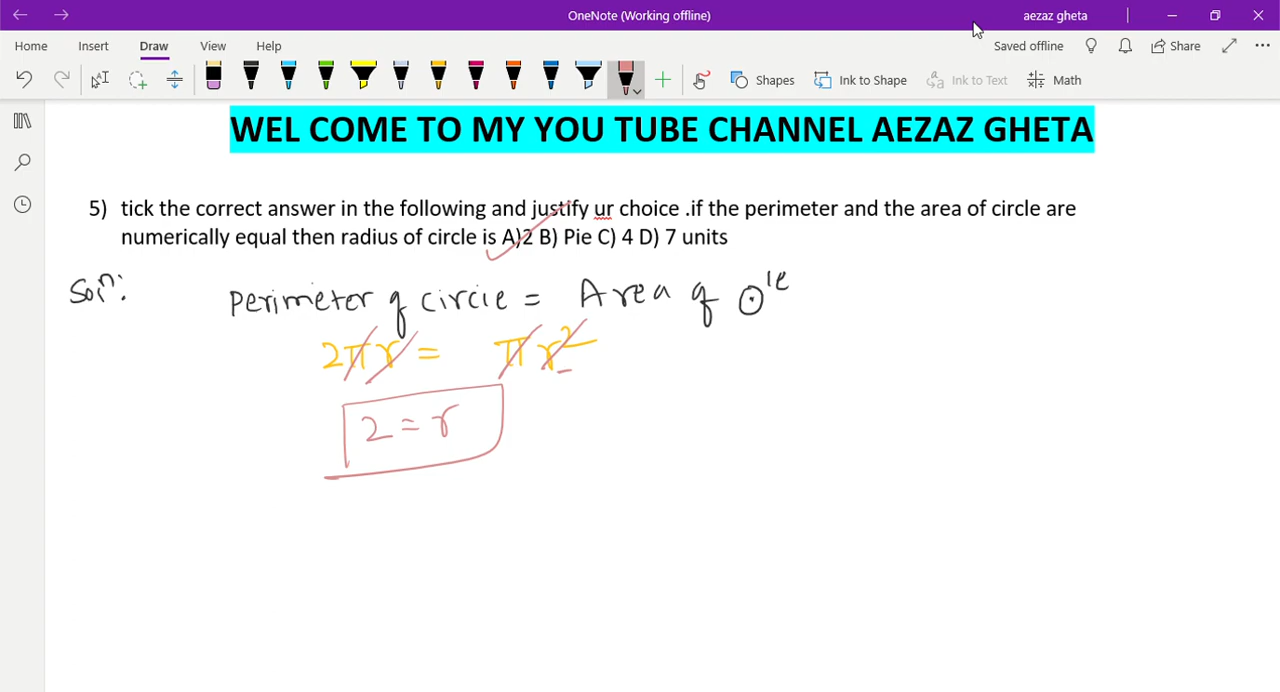 OneNote (Working offline)
aezaz gheta
Home Insert Draw View Help
Saved offline
Share
Shapes
Ink to Shape
Ink to Text
Math
WEL COME TO MY YOU TUBE CHANNEL AEZAZ GHETA
5) tick the correct answer in the following and justify ur choice .if the perimeter and the area of circle are
numerically equal then radius of circle is A)2 B) Pie C) 4 D) 7 units
Soln:
Perimeter of circle = Area of ⊙le
2πr = πr²
2 = r